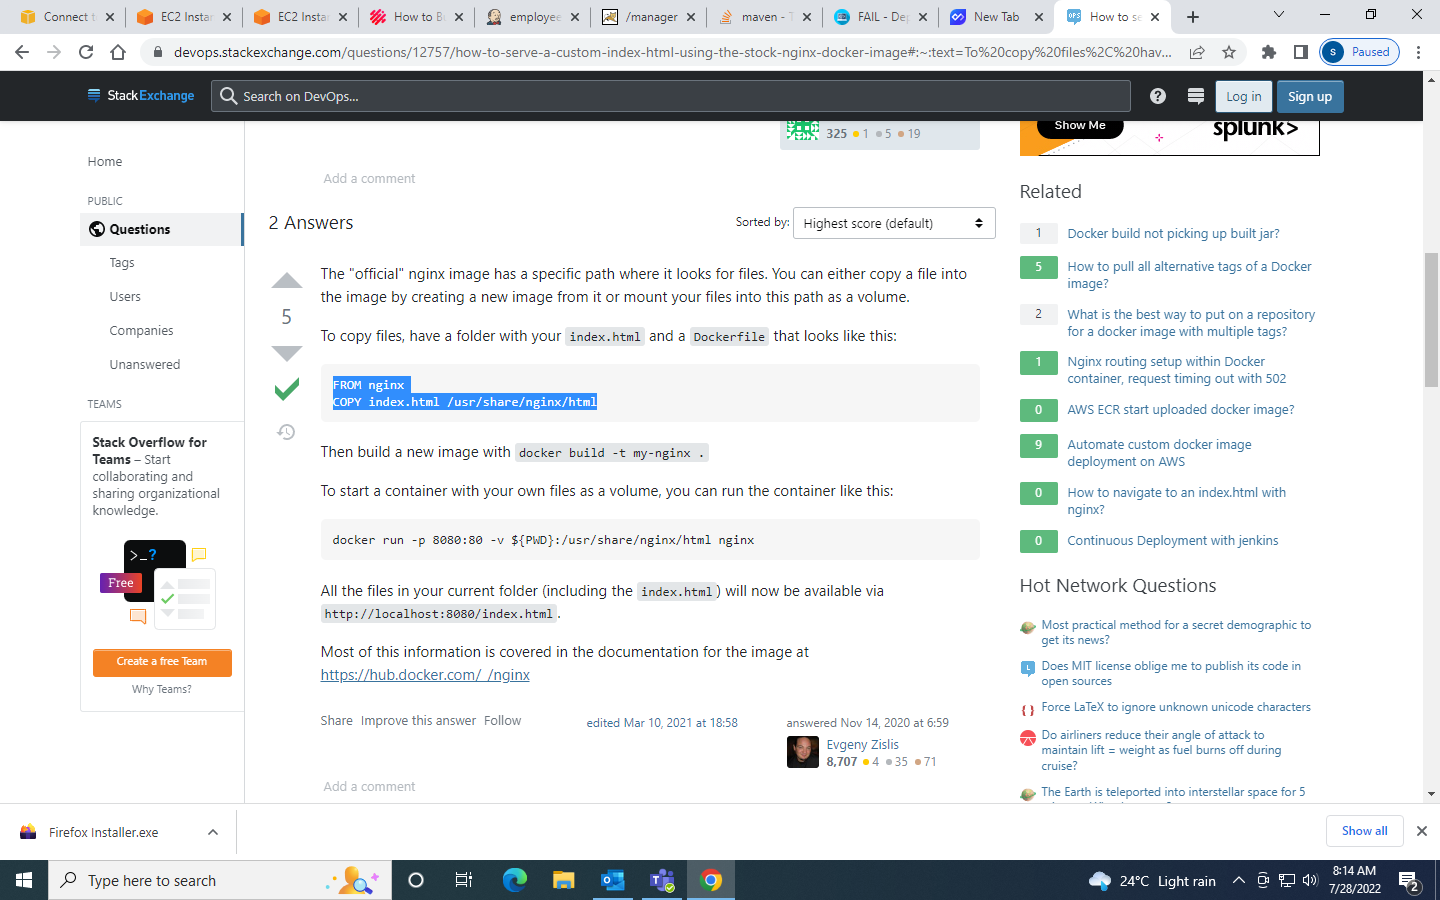 Connect t
EC2 Instan
EC2 Instan
How to B
employee
/manager
maven - T
FAIL - De
New Tab
How to se
devops.stackexchange.com/questions/12757/how-to-serve-a-custom-index-html-using-the-stock-nginx-docker-image#:~:text=To%20copy%20files%2C%20hav...
S Paused
StackExchange
Search on DevOps...
Log in
Sign up
325 1 5 19
Show Me
splunk>
Home
PUBLIC
Questions
Tags
Users
Companies
Unanswered
TEAMS
Stack Overflow for
Teams – Start
collaborating and
sharing organizational
knowledge.
>_?
Free
Create a free Team
Why Teams?
Add a comment
2 Answers
Sorted by:
Highest score (default)
5
The "official" nginx image has a specific path where it looks for files. You can either copy a file into
the image by creating a new image from it or mount your files into this path as a volume.
To copy files, have a folder with your index.html and a Dockerfile that looks like this:
FROM nginx
COPY index.html /usr/share/nginx/html
Then build a new image with docker build -t my-nginx .
To start a container with your own files as a volume, you can run the container like this:
docker run -p 8080:80 -v ${PWD}:/usr/share/nginx/html nginx
All the files in your current folder (including the index.html) will now be available via
http://localhost:8080/index.html.
Most of this information is covered in the documentation for the image at
https://hub.docker.com/_/nginx
Share Improve this answer Follow
edited Mar 10, 2021 at 18:58
answered Nov 14, 2020 at 6:59
Evgeny Zislis
8,707 4 35 71
Add a comment
Related
1 Docker build not picking up built jar?
5 How to pull all alternative tags of a Docker
image?
2 What is the best way to put on a repository
for a docker image with multiple tags?
1 Nginx routing setup within Docker
container, request timing out with 502
0 AWS ECR start uploaded docker image?
9 Automate custom docker image
deployment on AWS
0 How to navigate to an index.html with
nginx?
0 Continuous Deployment with jenkins
Hot Network Questions
Most practical method for a secret demographic to
get its news?
Does MIT license oblige me to publish its code in
open sources
Force LaTeX to ignore unknown unicode characters
Do airliners reduce their angle of attack to
maintain lift = weight as fuel burns off during
cruise?
The Earth is teleported into interstellar space for 5
Firefox Installer.exe
Show all
Type here to search
24°C Light rain
8:14 AM
7/28/2022
2